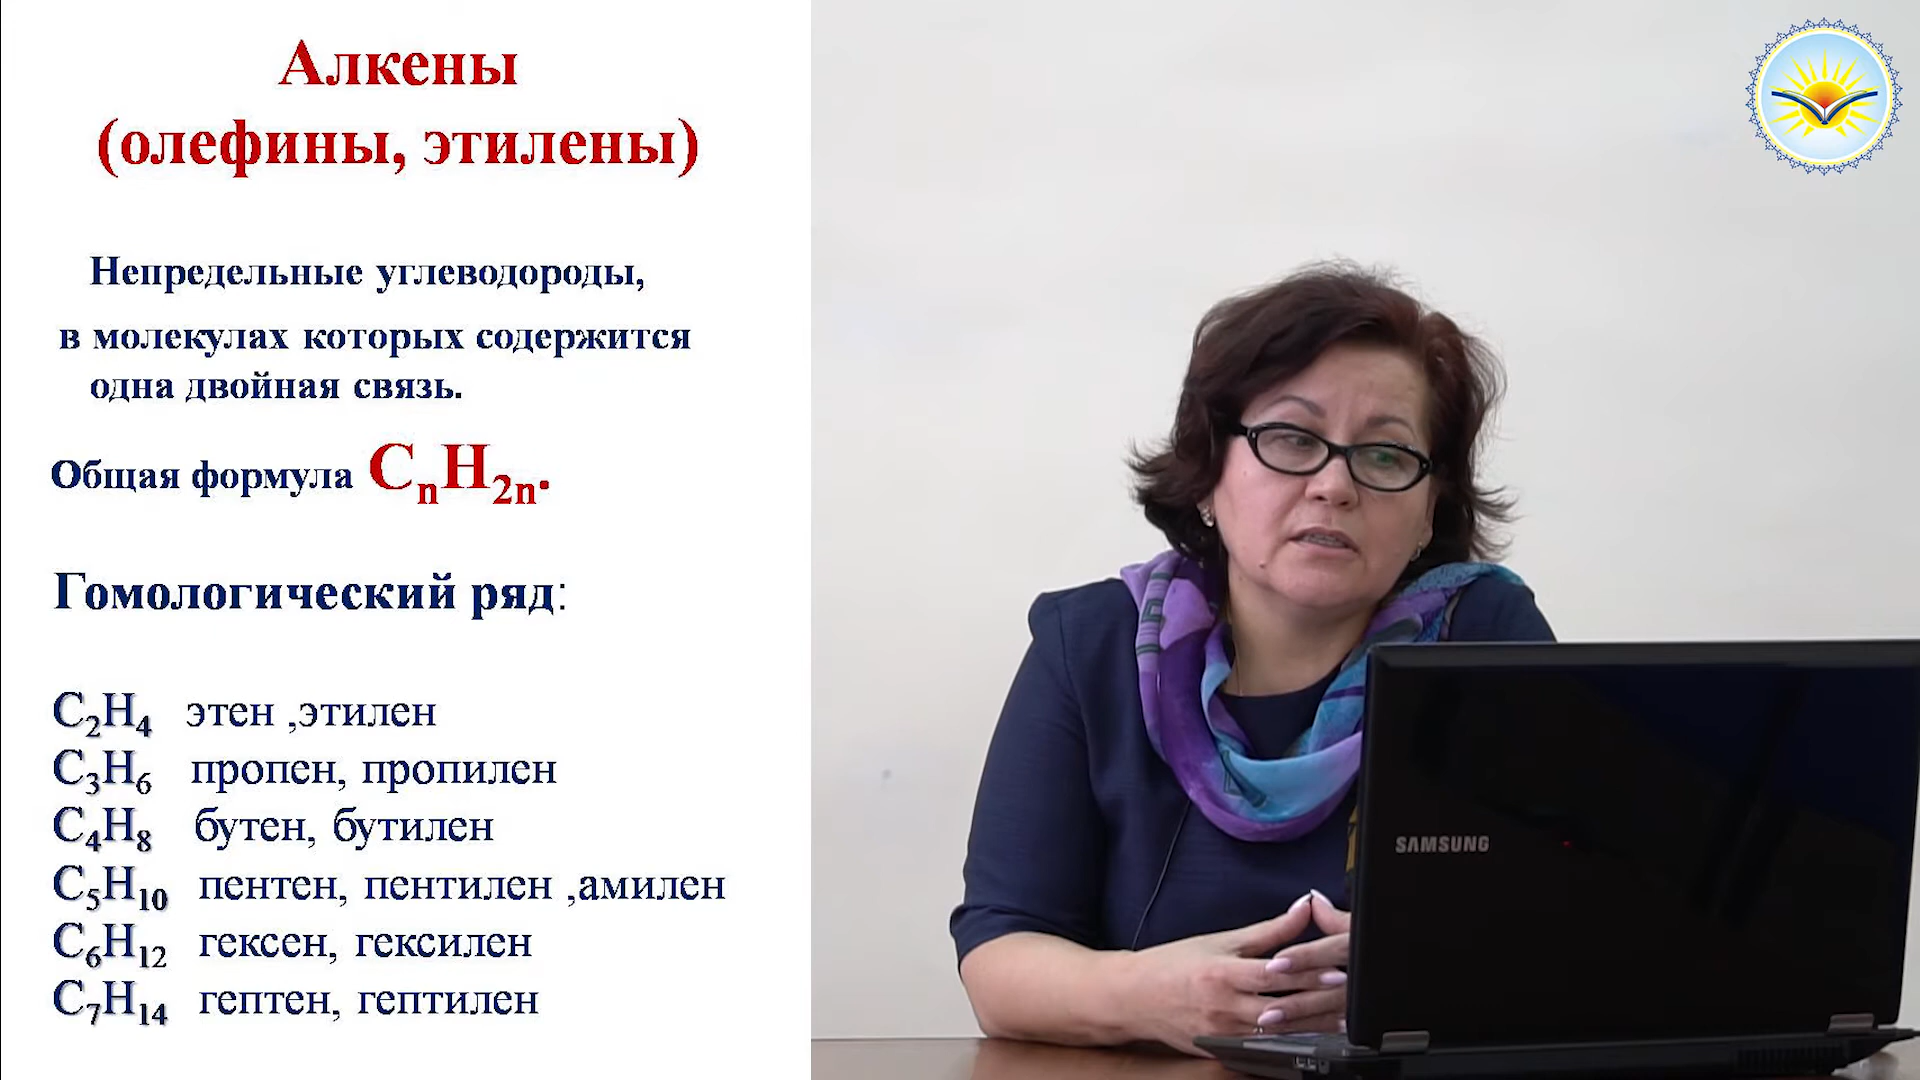 Алкены
(олефины, этилены)
Непредельные углеводороды,
в молекулах которых содержится
одна двойная связь.
Общая формула CnH2n.
Гомологический ряд:
C2H4 этен ,этилен
C3H6 пропен, пропилен
C4H8 бутен, бутилен
C5H10 пентен, пентилен ,амилен
C6H12 гексен, гексилен
C7H14 гептен, гептилен
SAMSUNG